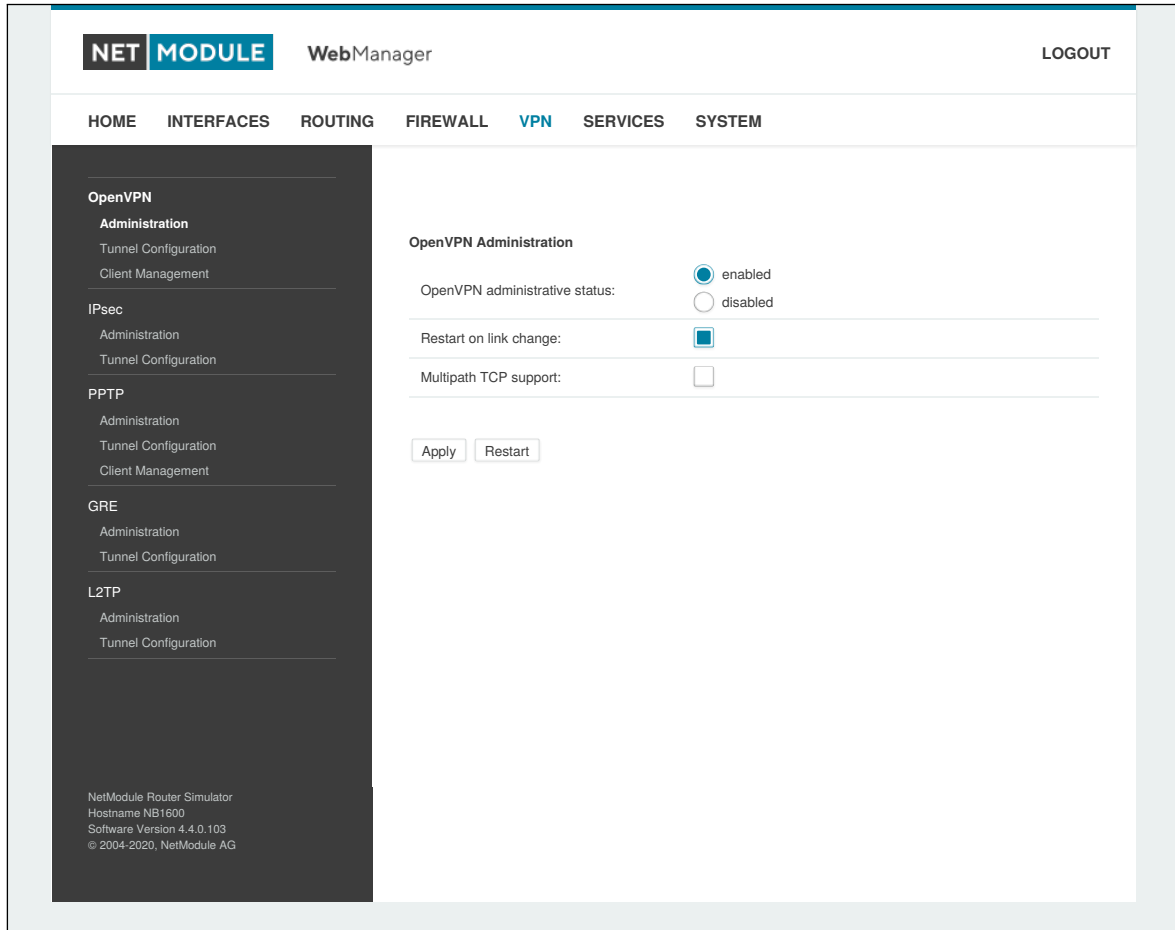 NET MODULE WebManager LOGOUT
HOME INTERFACES ROUTING FIREWALL VPN SERVICES SYSTEM
OpenVPN
Administration
Tunnel Configuration
Client Management
IPsec
Administration
Tunnel Configuration
PPTP
Administration
Tunnel Configuration
Client Management
GRE
Administration
Tunnel Configuration
L2TP
Administration
Tunnel Configuration
NetModule Router Simulator
Hostname NB1600
Software Version 4.4.0.103
© 2004-2020, NetModule AG
OpenVPN Administration
OpenVPN administrative status:
enabled
disabled
Restart on link change:
Multipath TCP support:
Apply Restart